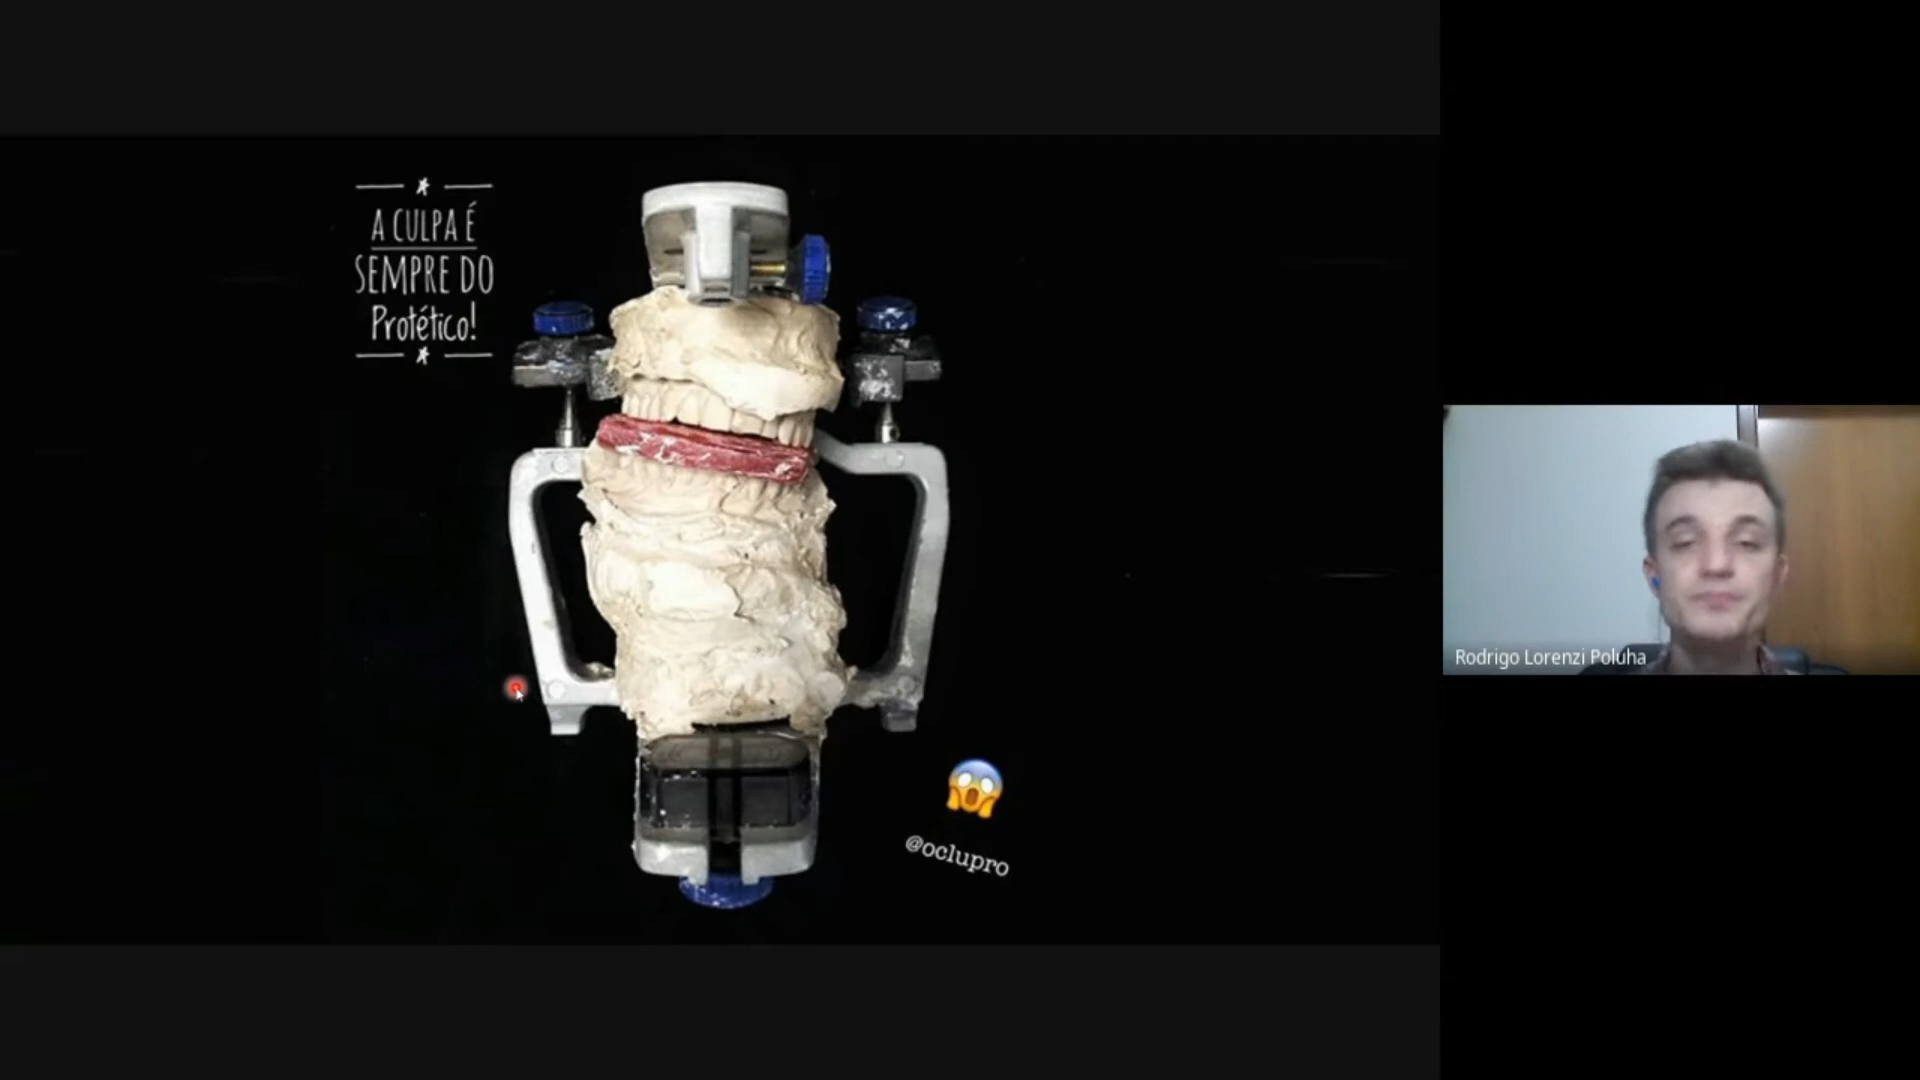 A CULPA É
SEMPRE DO
Protético!
@oclupro
Rodrigo Lorenzi Poluha